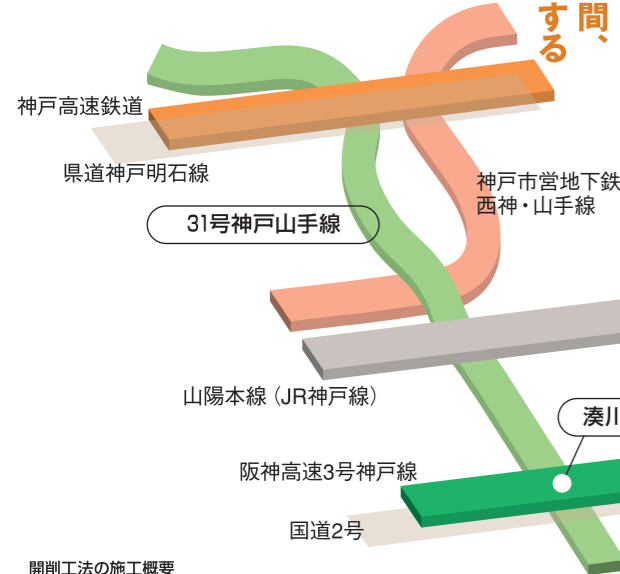 間、
する
神戸高速鉄道
県道神戸明石線
神戸市営地下鉄
西神・山手線
31号神戸山手線
山陽本線（JR神戸線）
湊川
阪神高速3号神戸線
国道2号
開削工法の施工概要